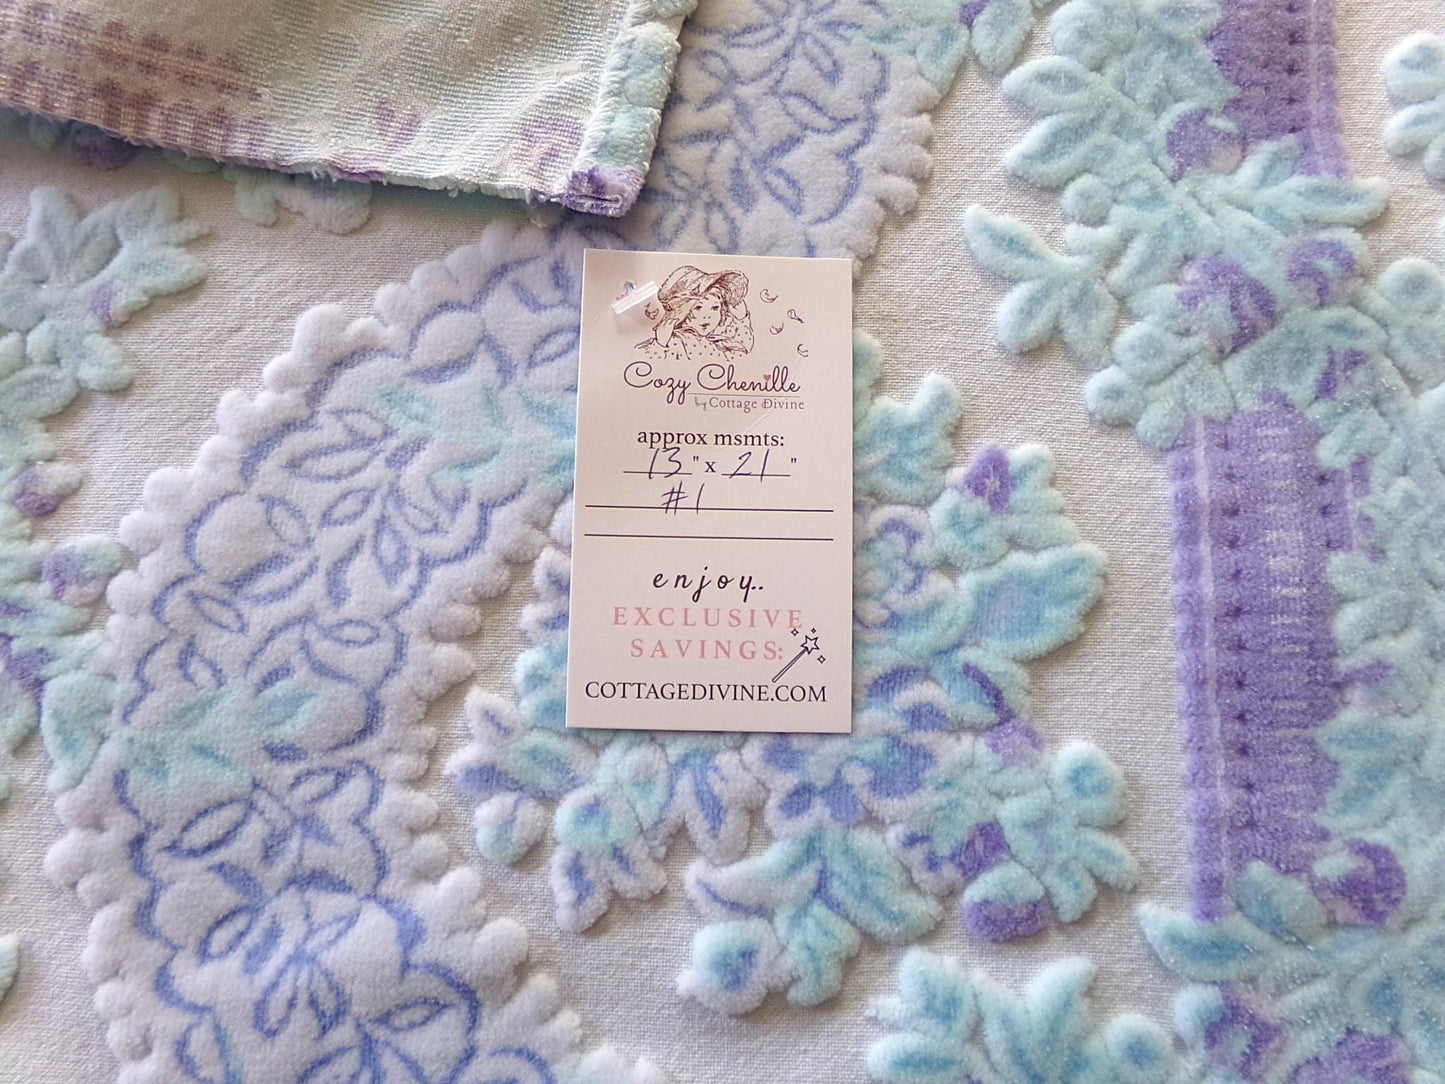 Cozy Chenille
by Cottage Divine
approx msmts:
13" x 21"
#1
enjoy..
EXCLUSIVE
SAVINGS:
COTTAGEDIVINE.COM